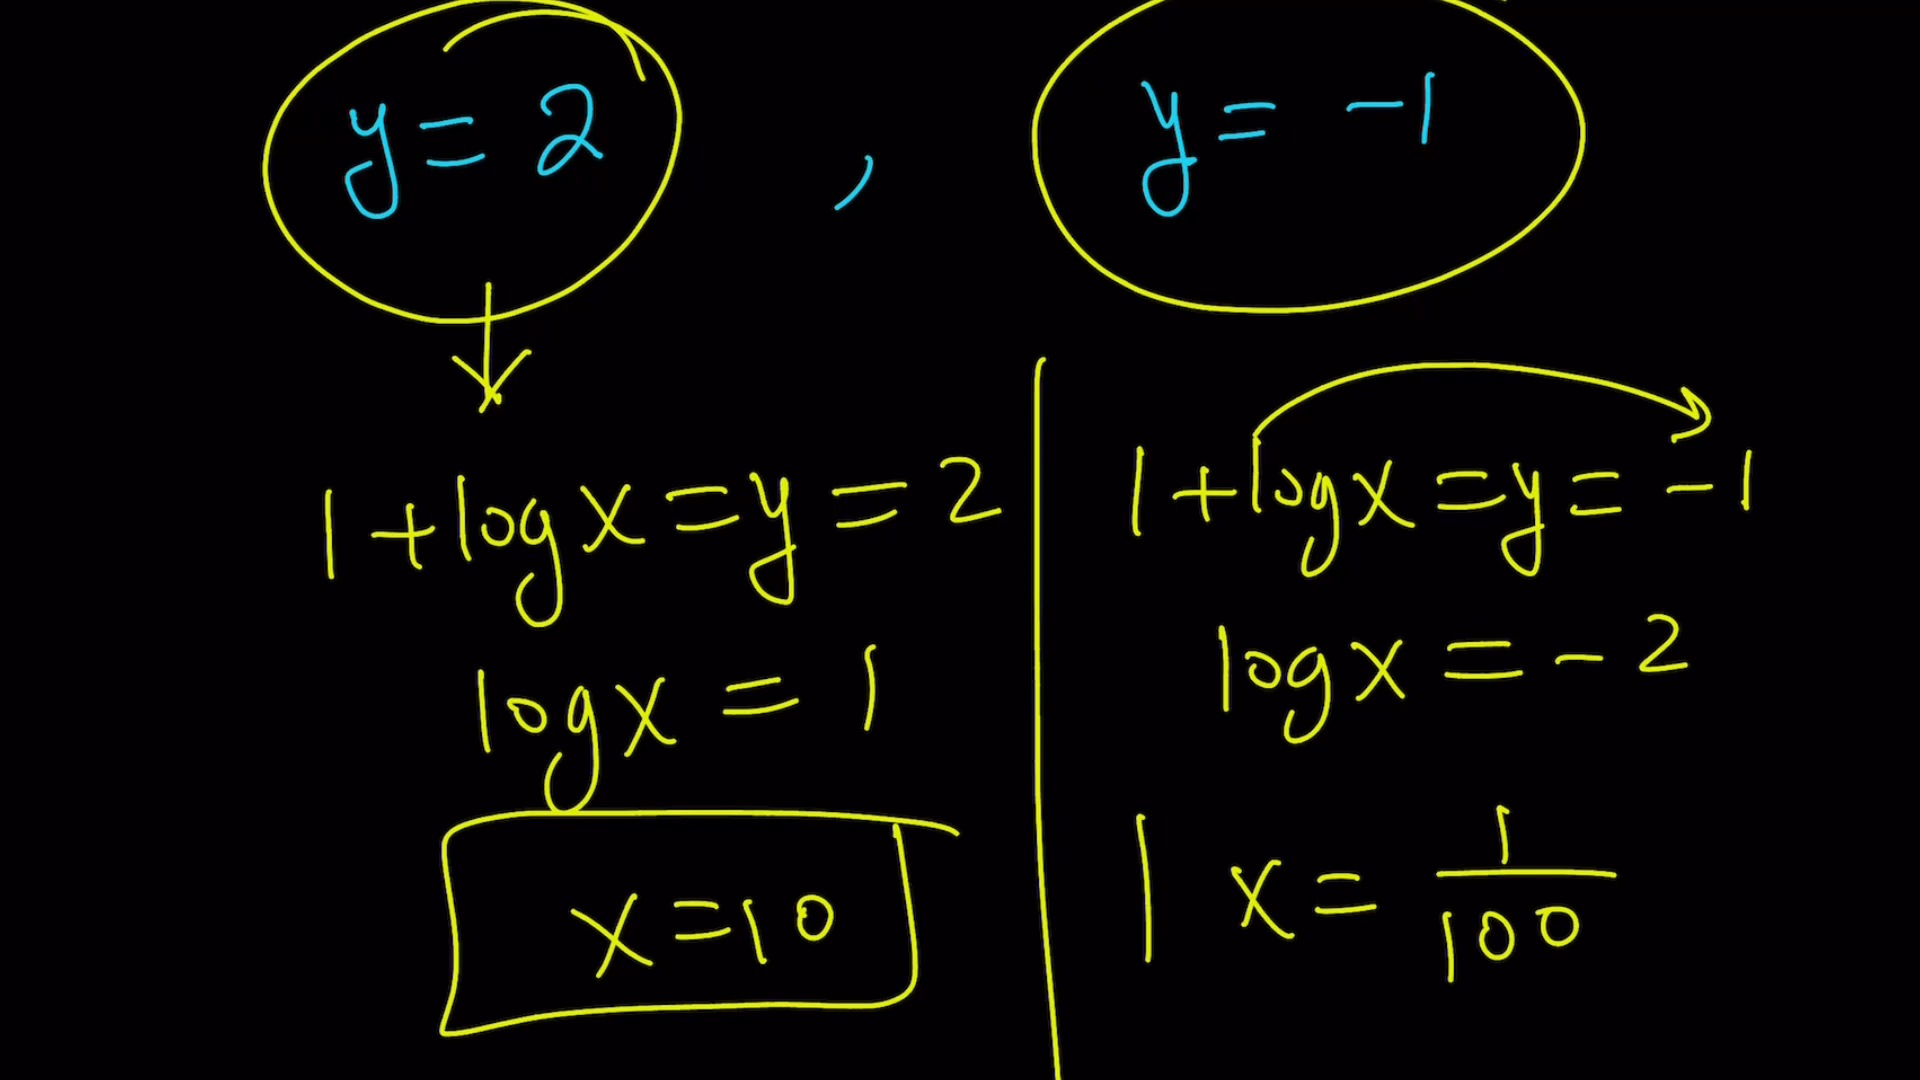 y = 2 , y = -1
1 + log x = y = 2
log x = 1
x = 10
1 + log x = y = -1
log x = -2
x = 1/100